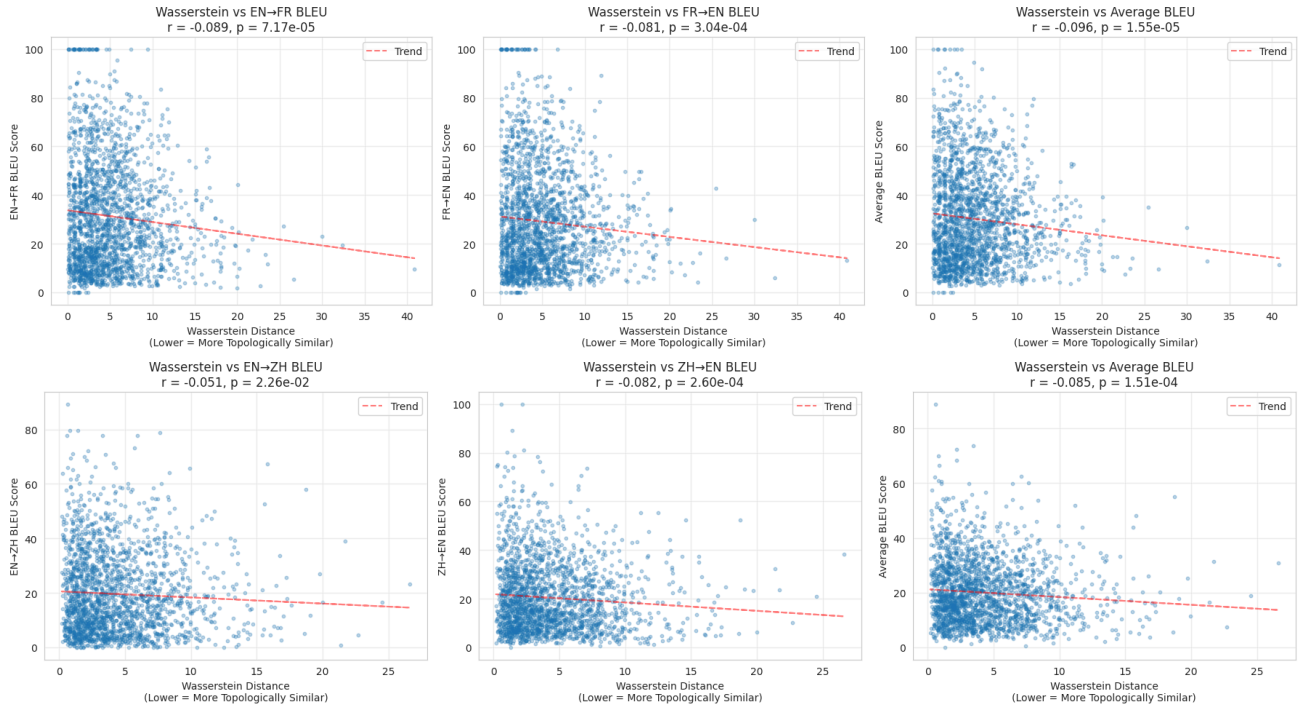 Wasserstein vs EN→FR BLEU
r = -0.089, p = 7.17e-05
Trend
100
80
60
40
20
0
EN→FR BLEU Score
0 5 10 15 20 25 30 35 40
Wasserstein Distance
(Lower = More Topologically Similar)
Wasserstein vs FR→EN BLEU
r = -0.081, p = 3.04e-04
Trend
100
80
60
40
20
0
FR→EN BLEU Score
0 5 10 15 20 25 30 35 40
Wasserstein Distance
(Lower = More Topologically Similar)
Wasserstein vs Average BLEU
r = -0.096, p = 1.55e-05
Trend
100
80
60
40
20
0
Average BLEU Score
0 5 10 15 20 25 30 35 40
Wasserstein Distance
(Lower = More Topologically Similar)
Wasserstein vs EN→ZH BLEU
r = -0.051, p = 2.26e-02
Trend
80
60
40
20
0
EN→ZH BLEU Score
0 5 10 15 20 25
Wasserstein Distance
(Lower = More Topologically Similar)
Wasserstein vs ZH→EN BLEU
r = -0.082, p = 2.60e-04
Trend
100
80
60
40
20
0
ZH→EN BLEU Score
0 5 10 15 20 25
Wasserstein Distance
(Lower = More Topologically Similar)
Wasserstein vs Average BLEU
r = -0.085, p = 1.51e-04
Trend
80
60
40
20
0
Average BLEU Score
0 5 10 15 20 25
Wasserstein Distance
(Lower = More Topologically Similar)